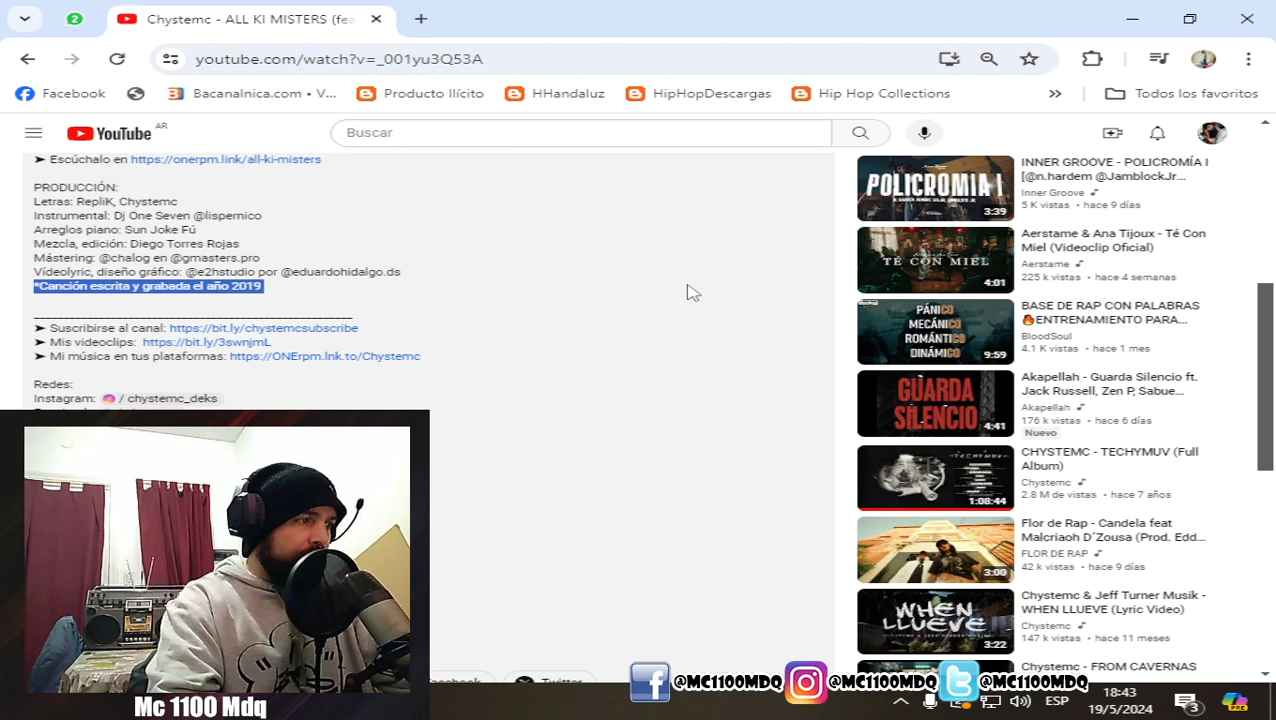 2
Chystemc - ALL KI MISTERS (fea
youtube.com/watch?v=_001yu3Q53A
Facebook
Bacanalnica.com • V...
Producto Ilícito
HHandaluz
HipHopDescargas
Hip Hop Collections
Todos los favoritos
YouTube AR
Buscar
➤ Escúchalo en https://onerpm.link/all-ki-misters
PRODUCCIÓN:
Letras: RepliK, Chystemc
Instrumental: Dj One Seven @lispernico
Arreglos piano: Sun Joke Fú
Mezcla, edición: Diego Torres Rojas
Mástering: @chalog en @gmasters.pro
Vídeolyric, diseño gráfico: @e2hstudio por @eduardohidalgo.ds
*Canción escrita y grabada el año 2019
➤ Suscribirse al canal: https://bit.ly/chystemcsubscribe
➤ Mis videoclips: https://bit.ly/3swnjmL
➤ Mi música en tus plataformas: https://ONErpm.lnk.to/Chystemc
Redes:
Instagram: / chystemc_deks
POLICROMIA I
3:39
INNER GROOVE - POLICROMÍA I
[@n.hardem @JamblockJr...
Inner Groove
5 K vistas • hace 9 días
TÉ CON MIEL
4:01
Aerstame & Ana Tijoux - Té Con
Miel (Videoclip Oficial)
Aerstame
225 k vistas • hace 4 semanas
PÁNICO
MECÁNICO
ROMÁNTICO
DINÁMICO
9:59
BASE DE RAP CON PALABRAS
🔥ENTRENAMIENTO PARA...
BloodSoul
4.1 K vistas • hace 1 mes
GUARDA
SILENCIO
4:41
Akapellah - Guarda Silencio ft.
Jack Russell, Zen P, Sabue...
Akapellah
176 k vistas • hace 6 días
Nuevo
TECHYMUV
1:08:44
CHYSTEMC - TECHYMUV (Full
Album)
Chystemc
2.8 M de vistas • hace 7 años
3:00
Flor de Rap - Candela feat
Malcriaoh D´Zousa (Prod. Edd...
FLOR DE RAP
42 k vistas • hace 9 días
WHEN
LLUEVE
3:22
Chystemc & Jeff Turner Musik -
WHEN LLUEVE (Lyric Video)
Chystemc
147 k vistas • hace 11 meses
Chystemc - FROM CAVERNAS
Twitter
Mc 1100 Mdq
@MC1100MDQ
@MC1100MDQ
@MC1100MDQ
ESP
18:43
19/5/2024
3
PRE